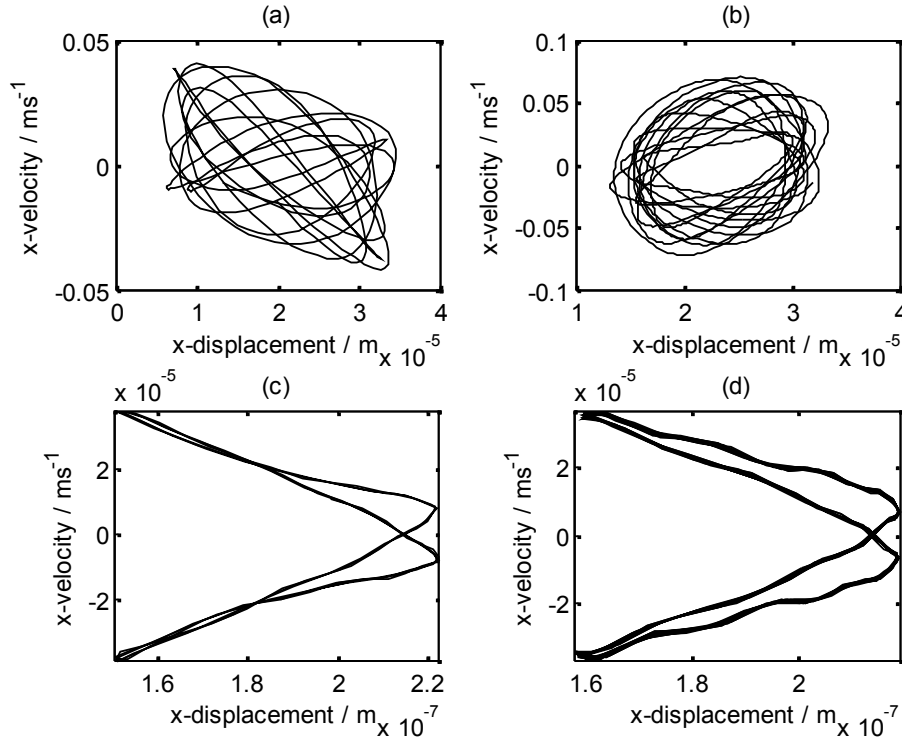 (a)
(b)
0.05
0
-0.05
x-velocity / ms-1
0 1 2 3 4
x-displacement / m x 10-5
0.1
0.05
0
-0.05
-0.1
x-velocity / ms-1
1 2 3 4
x-displacement / m x 10-5
x 10-5
(c)
2
0
-2
x-velocity / ms-1
1.6 1.8 2 2.2
x-displacement / m x 10-7
x 10-5
(d)
2
0
-2
x-velocity / ms-1
1.6 1.8 2
x-displacement / m x 10-7